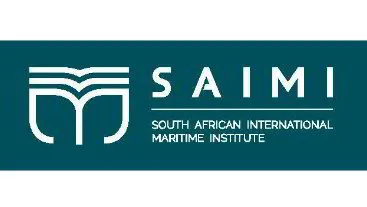 SAIMI
SOUTH AFRICAN INTERNATIONAL
MARITIME INSTITUTE